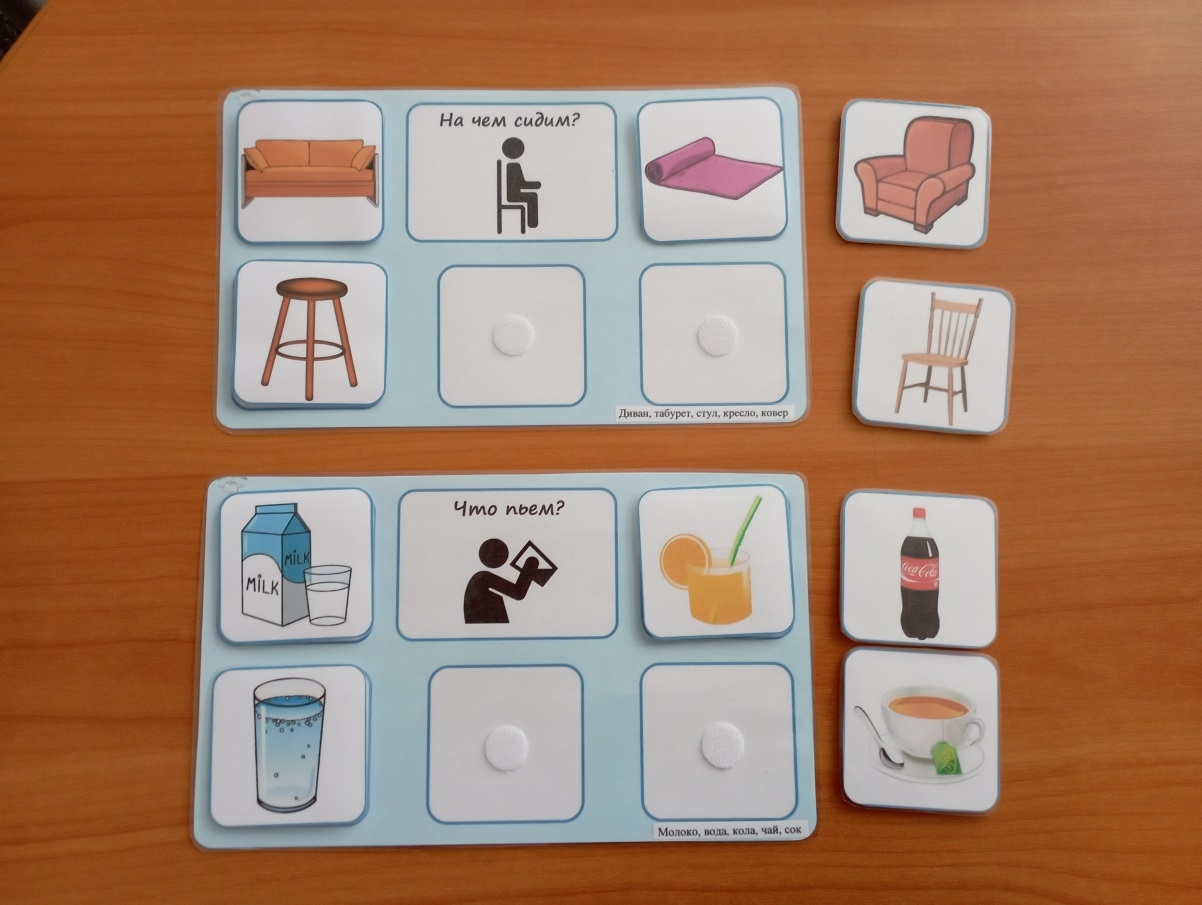 На чем сидим?
Диван, табурет, стул, кресло, ковер
Что пьем?
MiLK
MiLK
Coca-Cola
Молоко, вода, кола, чай, сок